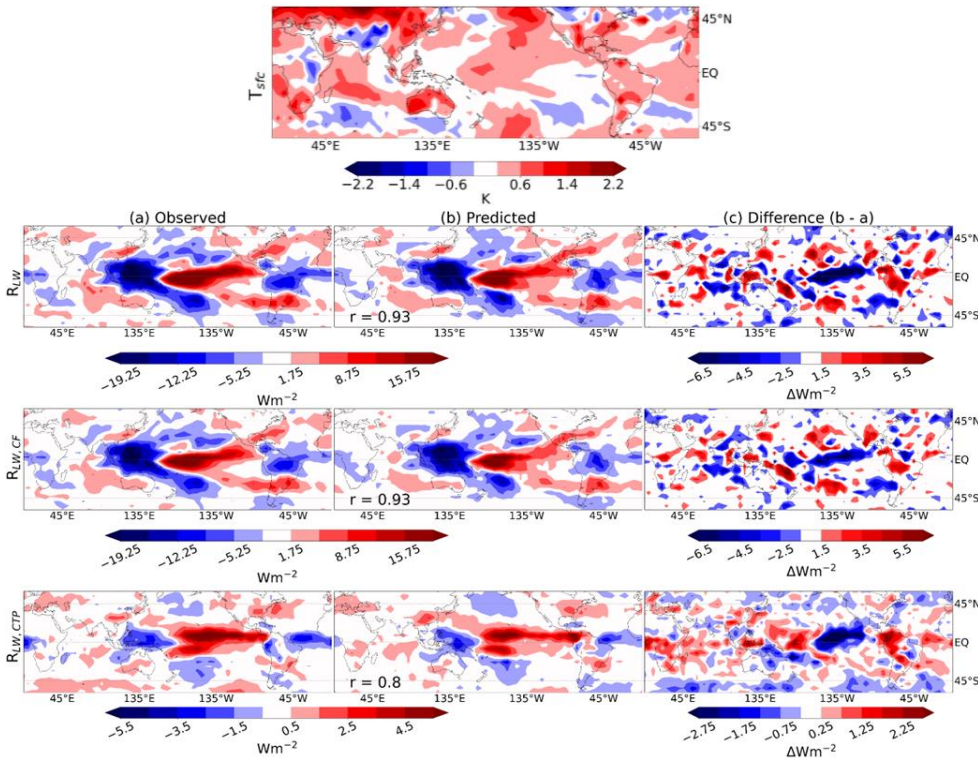 45°N
EQ
45°S
T_sfc
45°E 135°E 135°W 45°W
−2.2 −1.4 −0.6 0.6 1.4 2.2
K
(a) Observed (b) Predicted (c) Difference (b - a)
R_LW
r = 0.93
45°N
EQ
45°S
45°E 135°E 135°W 45°W 45°E 135°E 135°W 45°W 45°E 135°E 135°W 45°W
−19.25 −12.25 −5.25 1.75 8.75 15.75
Wm⁻²
−6.5 −4.5 −2.5 1.5 3.5 5.5
ΔWm⁻²
R_LW, CF
r = 0.93
45°N
EQ
45°S
45°E 135°E 135°W 45°W 45°E 135°E 135°W 45°W 45°E 135°E 135°W 45°W
−19.25 −12.25 −5.25 1.75 8.75 15.75
Wm⁻²
−6.5 −4.5 −2.5 1.5 3.5 5.5
ΔWm⁻²
R_LW, CTP
r = 0.8
45°N
EQ
45°S
45°E 135°E 135°W 45°W 45°E 135°E 135°W 45°W 45°E 135°E 135°W 45°W
−5.5 −3.5 −1.5 0.5 2.5 4.5
Wm⁻²
−2.75 −1.75 −0.75 0.25 1.25 2.25
ΔWm⁻²